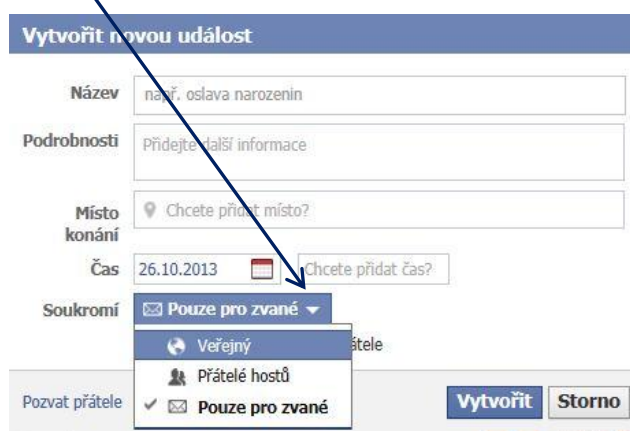 Vytvořit novou událost
Název např. oslava narozenin
Podrobnosti Přidejte další informace
Místo konání Chcete přidat místo?
Čas 26.10.2013 Chcete přidat čas?
Soukromí Pouze pro zvané
Veřejný
Přátelé hostů
Pouze pro zvané
Pozvat přátele Vytvořit Storno